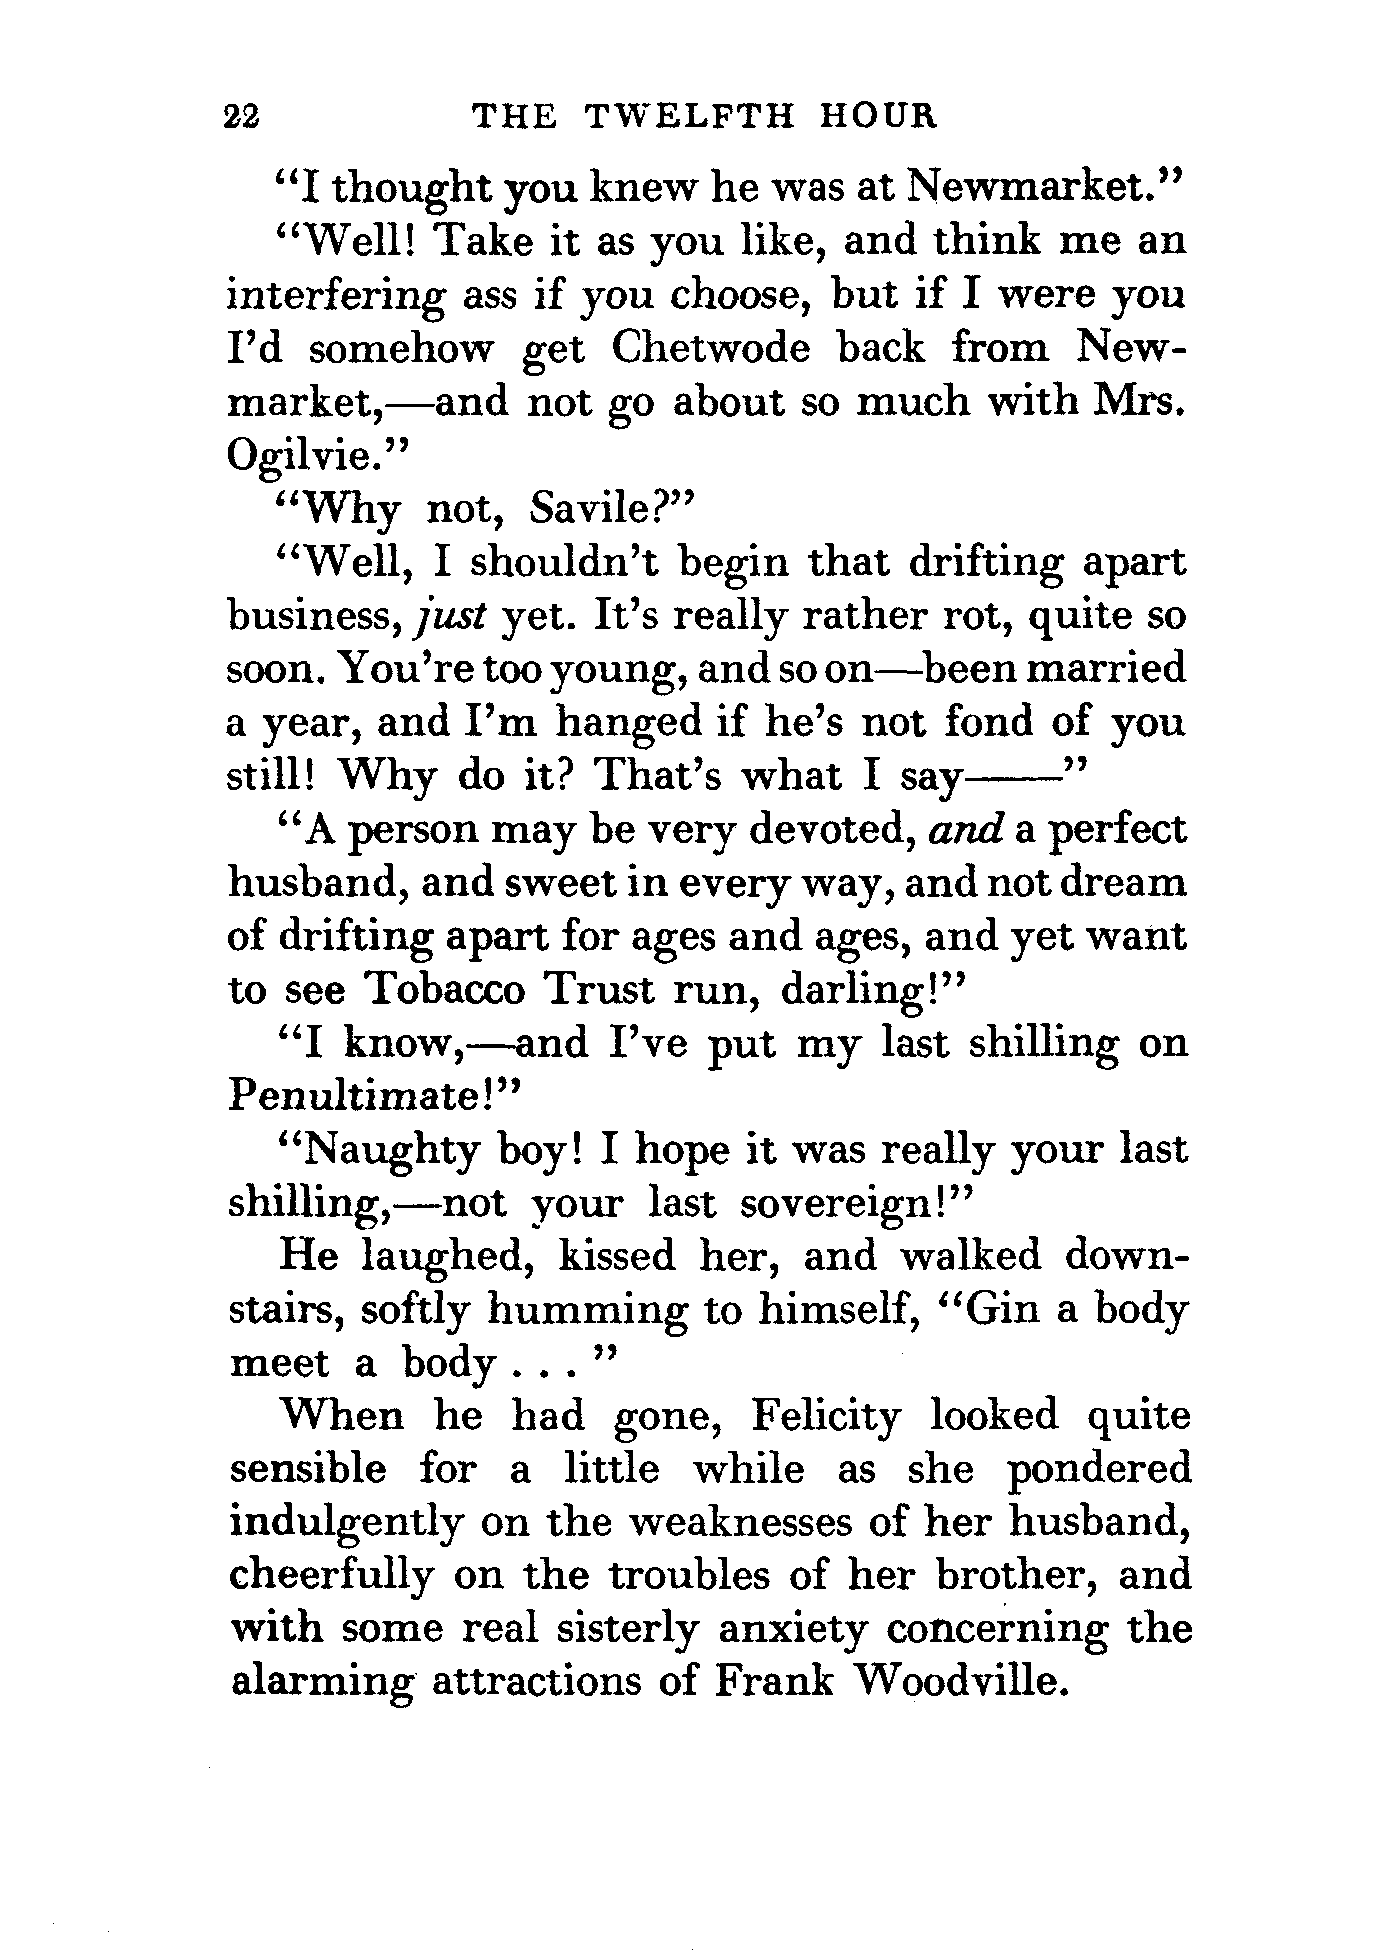 22 THE TWELFTH HOUR
“I thought you knew he was at Newmarket.”
“Well! Take it as you like, and think me an
interfering ass if you choose, but if I were you
I’d somehow get Chetwode back from New-
market,—and not go about so much with Mrs.
Ogilvie.”
“Why not, Savile?”
“Well, I shouldn’t begin that drifting apart
business, just yet. It’s really rather rot, quite so
soon. You’re too young, and so on—been married
a year, and I’m hanged if he’s not fond of you
still! Why do it? That’s what I say——”
“A person may be very devoted, and a perfect
husband, and sweet in every way, and not dream
of drifting apart for ages and ages, and yet want
to see Tobacco Trust run, darling!”
“I know,—and I’ve put my last shilling on
Penultimate!”
“Naughty boy! I hope it was really your last
shilling,—not your last sovereign!”
He laughed, kissed her, and walked down-
stairs, softly humming to himself, “Gin a body
meet a body . . . ”
When he had gone, Felicity looked quite
sensible for a little while as she pondered
indulgently on the weaknesses of her husband,
cheerfully on the troubles of her brother, and
with some real sisterly anxiety concerning the
alarming attractions of Frank Woodville.